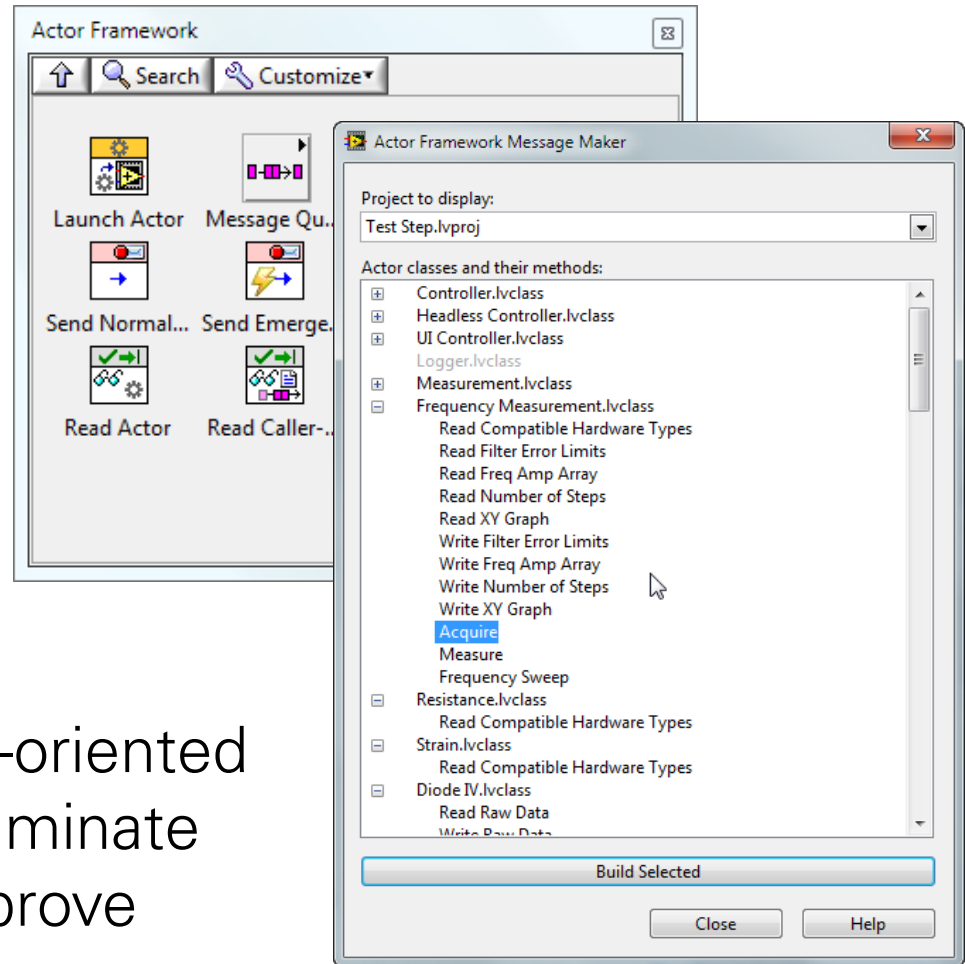 Actor Framework
Search Customize
Launch Actor Message Qu..
Send Normal... Send Emerge.
Read Actor Read Caller-..
Actor Framework Message Maker
Project to display:
Test Step.lvproj
Actor classes and their methods:
Controller.lvclass
Headless Controller.lvclass
UI Controller.lvclass
Logger.lvclass
Measurement.lvclass
Frequency Measurement.lvclass
Read Compatible Hardware Types
Read Filter Error Limits
Read Freq Amp Array
Read Number of Steps
Read XY Graph
Write Filter Error Limits
Write Freq Amp Array
Write Number of Steps
Write XY Graph
Acquire
Measure
Frequency Sweep
Resistance.lvclass
Read Compatible Hardware Types
Strain.lvclass
Read Compatible Hardware Types
Diode IV.lvclass
Read Raw Data
Write Raw Data
Build Selected
Close Help
-oriented
minate
prove